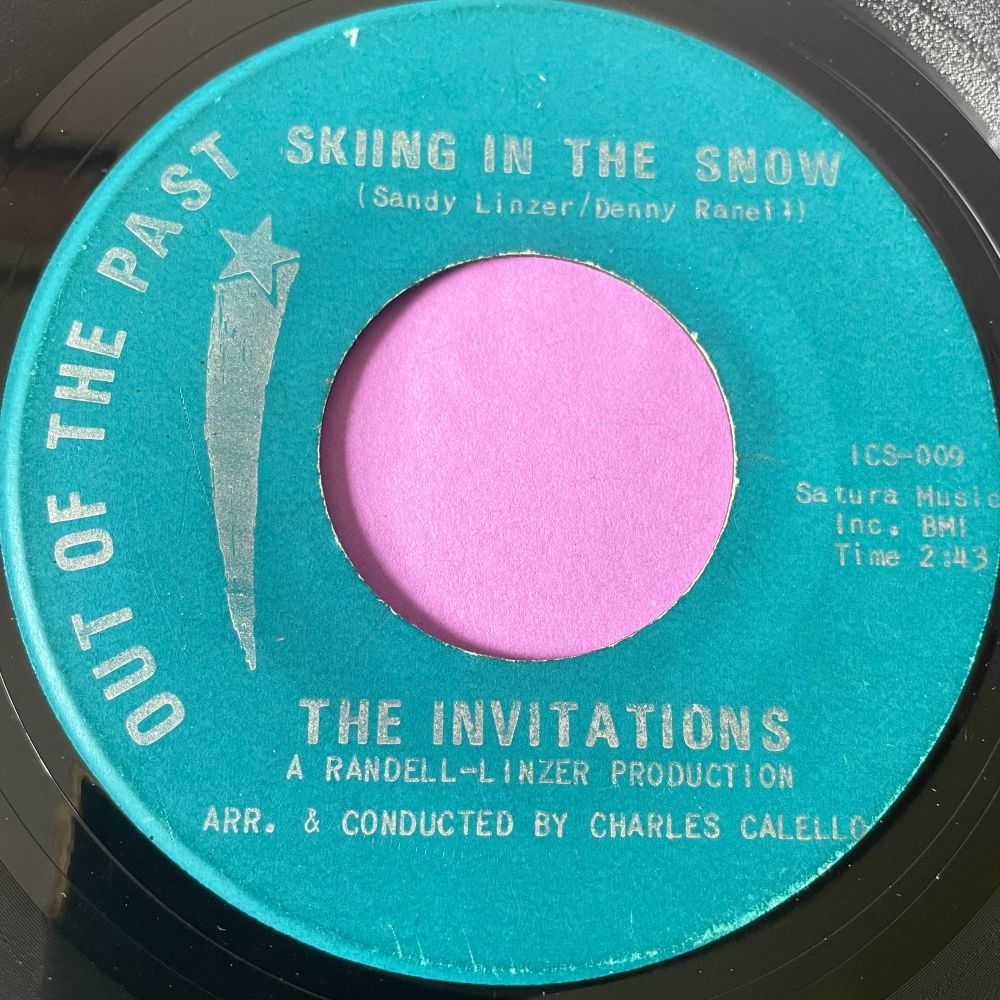 SKIING IN THE SNOW
(Sandy Linzer/Denny Ranell)
OUT OF THE PAST
ICS-009
Satura Music
Inc. BMI
Time 2:43
THE INVITATIONS
A RANDELL-LINZER PRODUCTION
ARR. & CONDUCTED BY CHARLES CALELLO